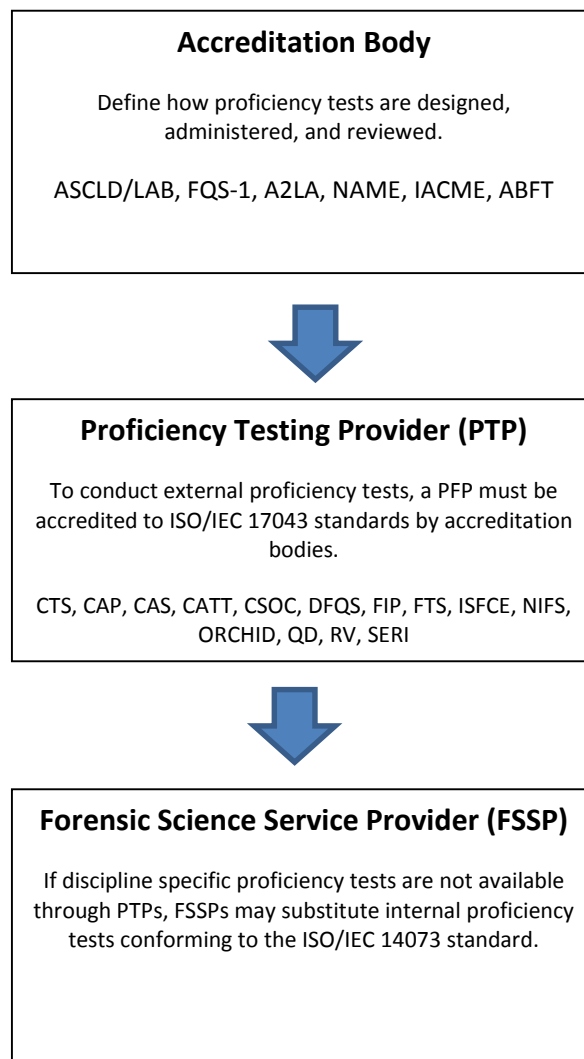 Accreditation Body
Define how proficiency tests are designed,
administered, and reviewed.
ASCLD/LAB, FQS-1, A2LA, NAME, IACME, ABFT
Proficiency Testing Provider (PTP)
To conduct external proficiency tests, a PFP must be
accredited to ISO/IEC 17043 standards by accreditation
bodies.
CTS, CAP, CAS, CATT, CSOC, DFQS, FIP, FTS, ISFCE, NIFS,
ORCHID, QD, RV, SERI
Forensic Science Service Provider (FSSP)
If discipline specific proficiency tests are not available
through PTPs, FSSPs may substitute internal proficiency
tests conforming to the ISO/IEC 14073 standard.